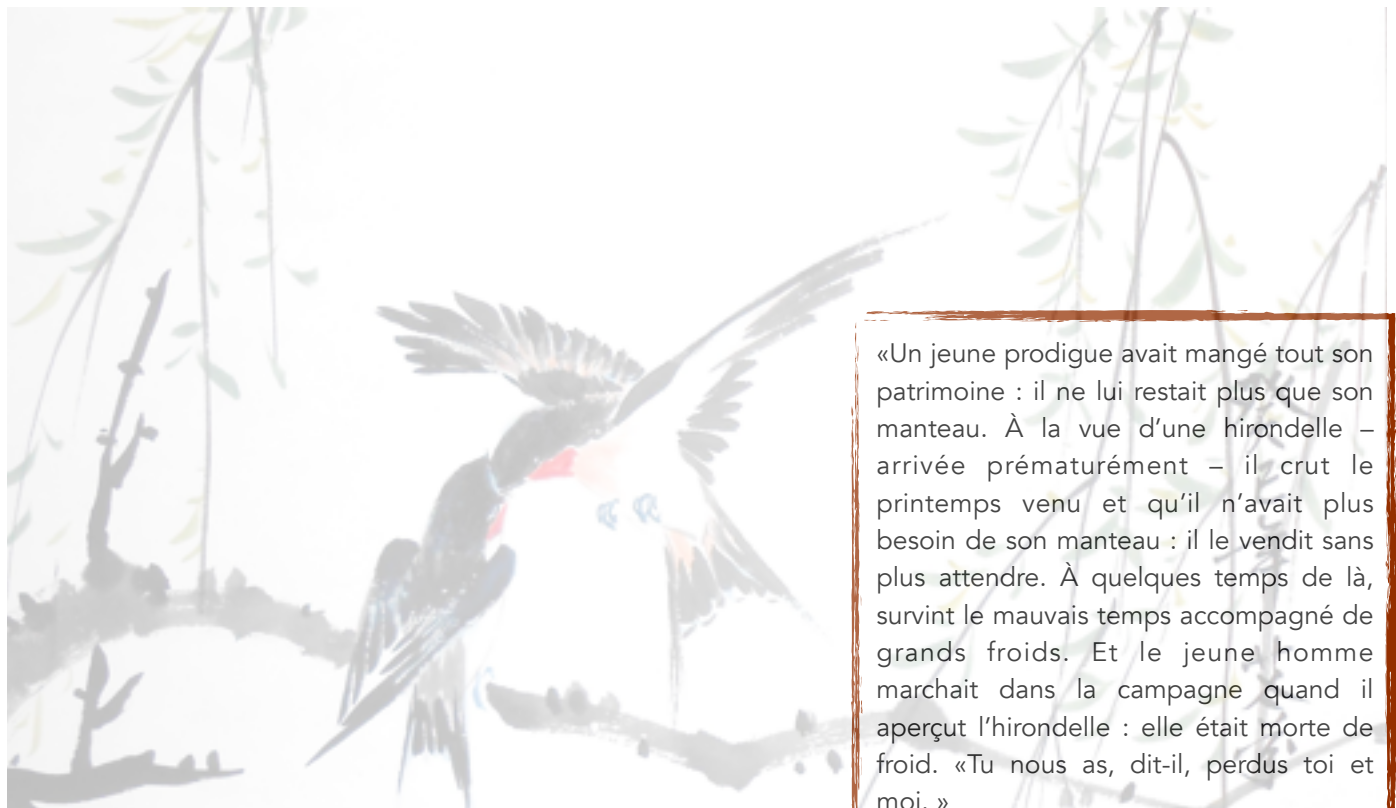 «Un jeune prodigue avait mangé tout son
patrimoine : il ne lui restait plus que son
manteau. À la vue d’une hirondelle –
arrivée prématurément – il crut le
printemps venu et qu’il n’avait plus
besoin de son manteau : il le vendit sans
plus attendre. À quelques temps de là,
survint le mauvais temps accompagné de
grands froids. Et le jeune homme
marchait dans la campagne quand il
aperçut l’hirondelle : elle était morte de
froid. «Tu nous as, dit-il, perdus toi et
moi. »